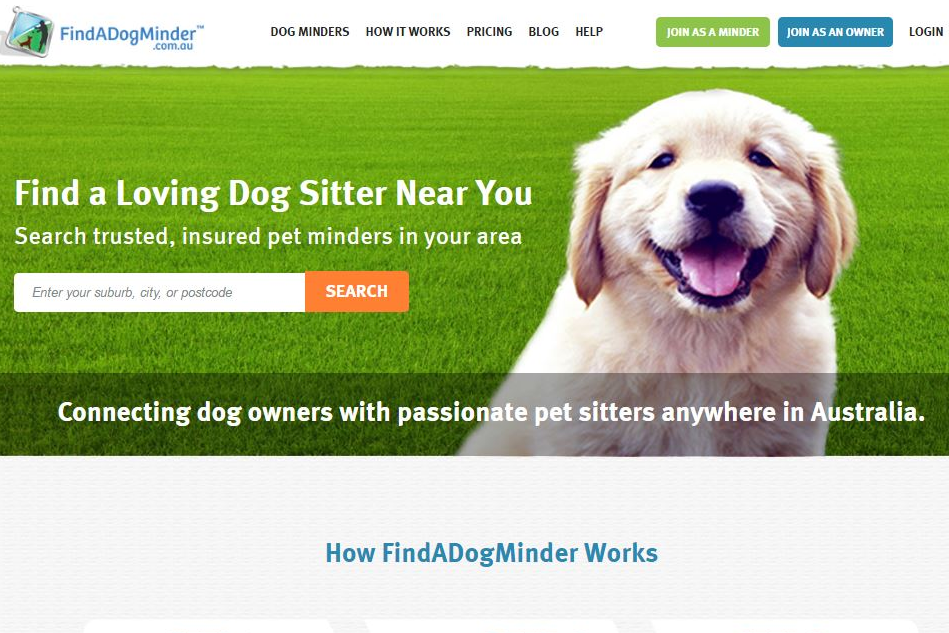 FindADogMinder™
.com.au
DOG MINDERS HOW IT WORKS PRICING BLOG HELP JOIN AS A MINDER JOIN AS AN OWNER LOGIN
Find a Loving Dog Sitter Near You
Search trusted, insured pet minders in your area
Enter your suburb, city, or postcode SEARCH
Connecting dog owners with passionate pet sitters anywhere in Australia.
How FindADogMinder Works